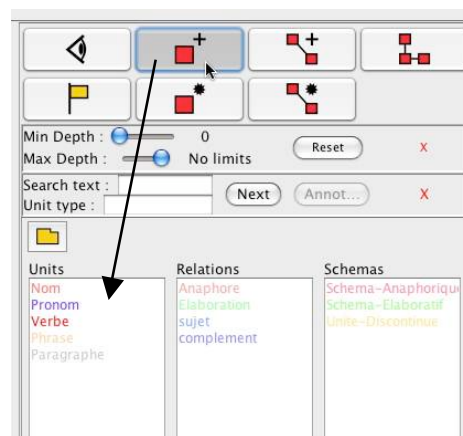 Min Depth : 0
Max Depth : No limits
Reset X
Search text :
Unit type :
Next Annot... X
Units Relations Schemas
Nom Anaphore Schema-Anaphoriqu
Pronom Elaboration Schema-Elaboratif
Verbe sujet Unite-Discontinue
Phrase complement
Paragraphe